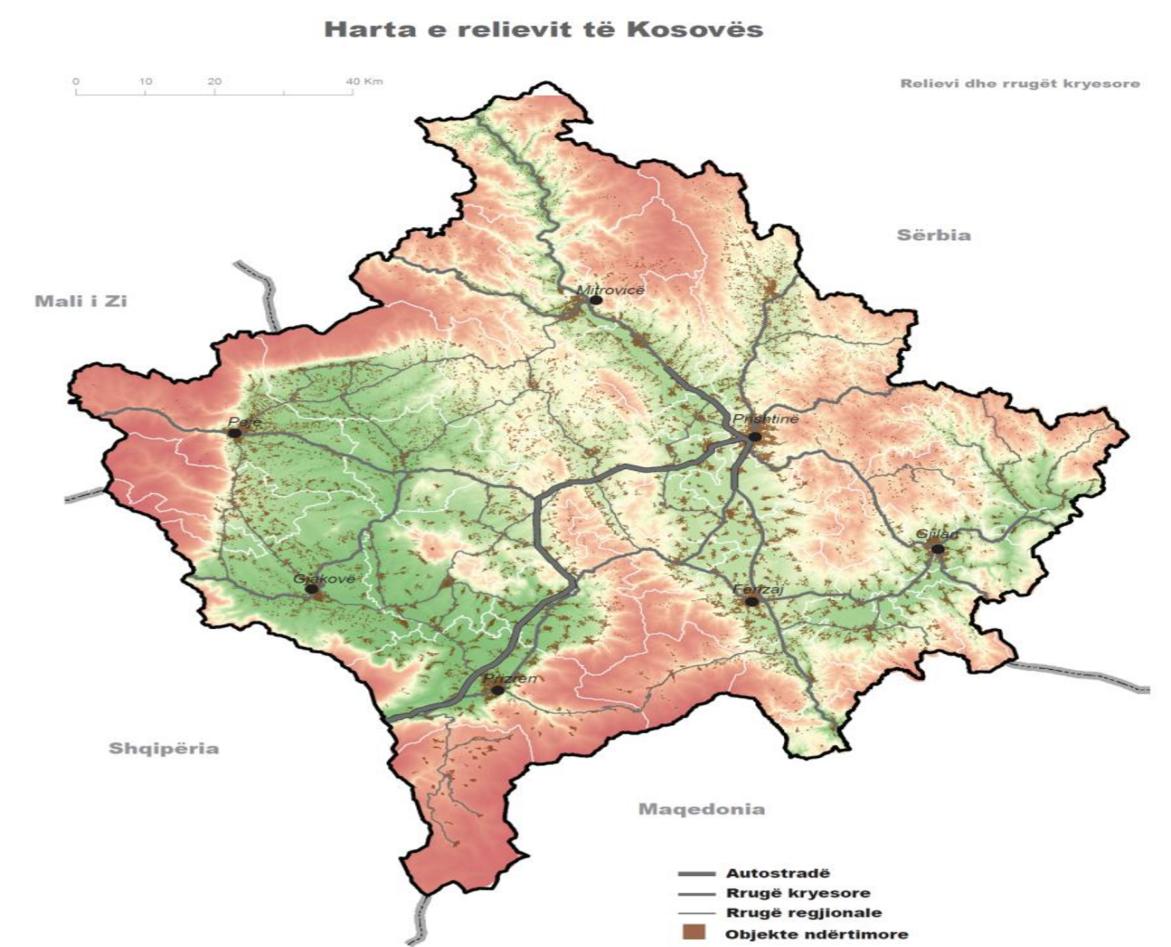 Harta e relievit të Kosovës
0 10 20 40 Km
Relievi dhe rrugët kryesore
Sërbia
Mali i Zi
Mitrovicë
Pejë
Prishtinë
Gjilan
Gjakovë
Ferizaj
Prizren
Shqipëria
Maqedonia
Autostradë
Rrugë kryesore
Rrugë regjionale
Objekte ndërtimore